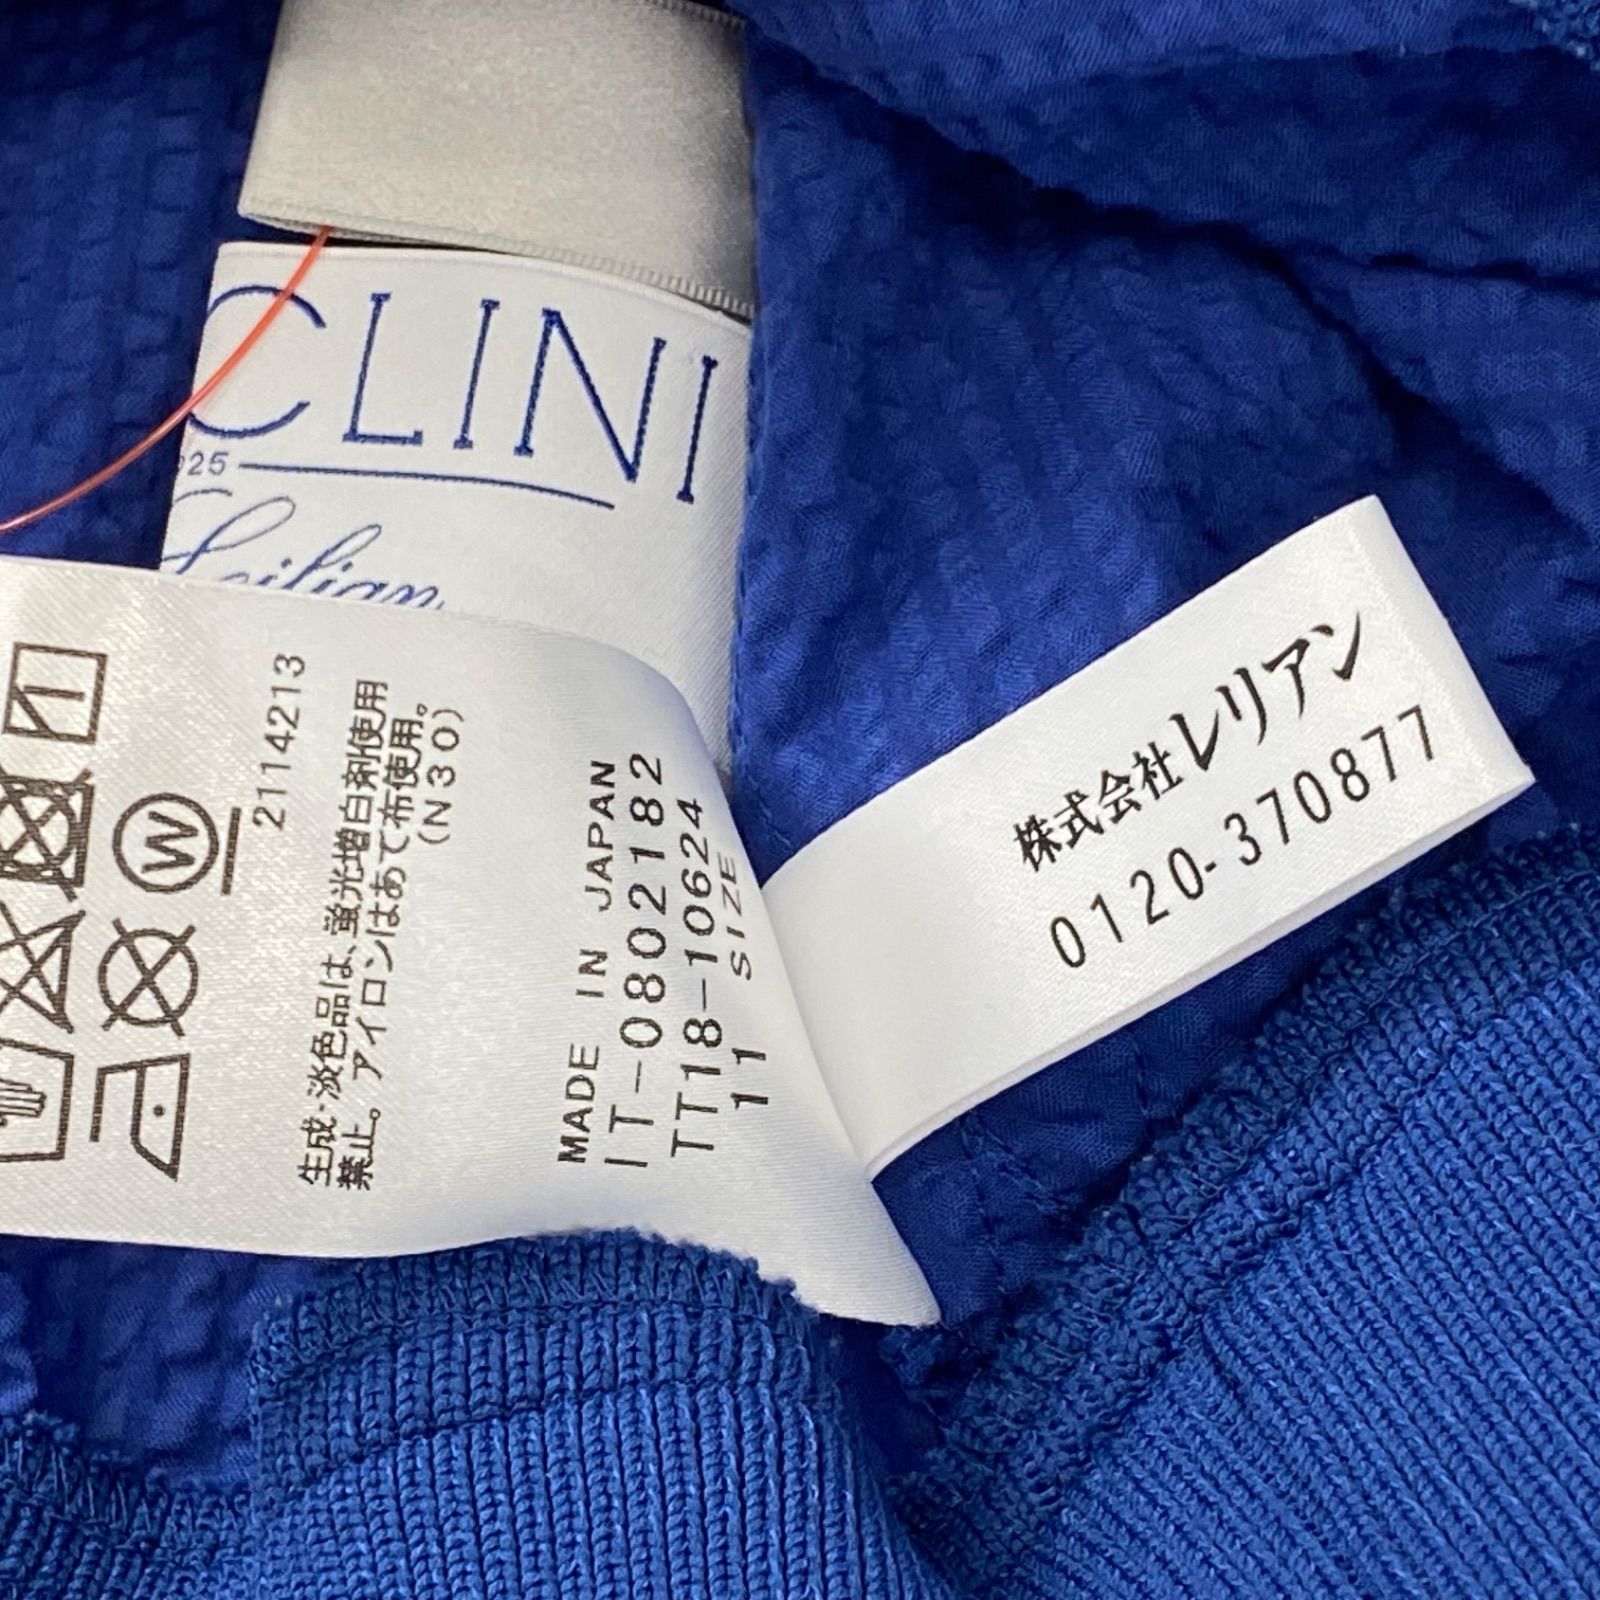 CLINI
025
Leilian
2114213
生成・淡色品は、蛍光増白剤使用
禁止。アイロンはあて布使用。
(N30)
MADE IN JAPAN
IT-0802182
TT18-10624
11 SIZE
W
株式会社レリアン
0120-370877